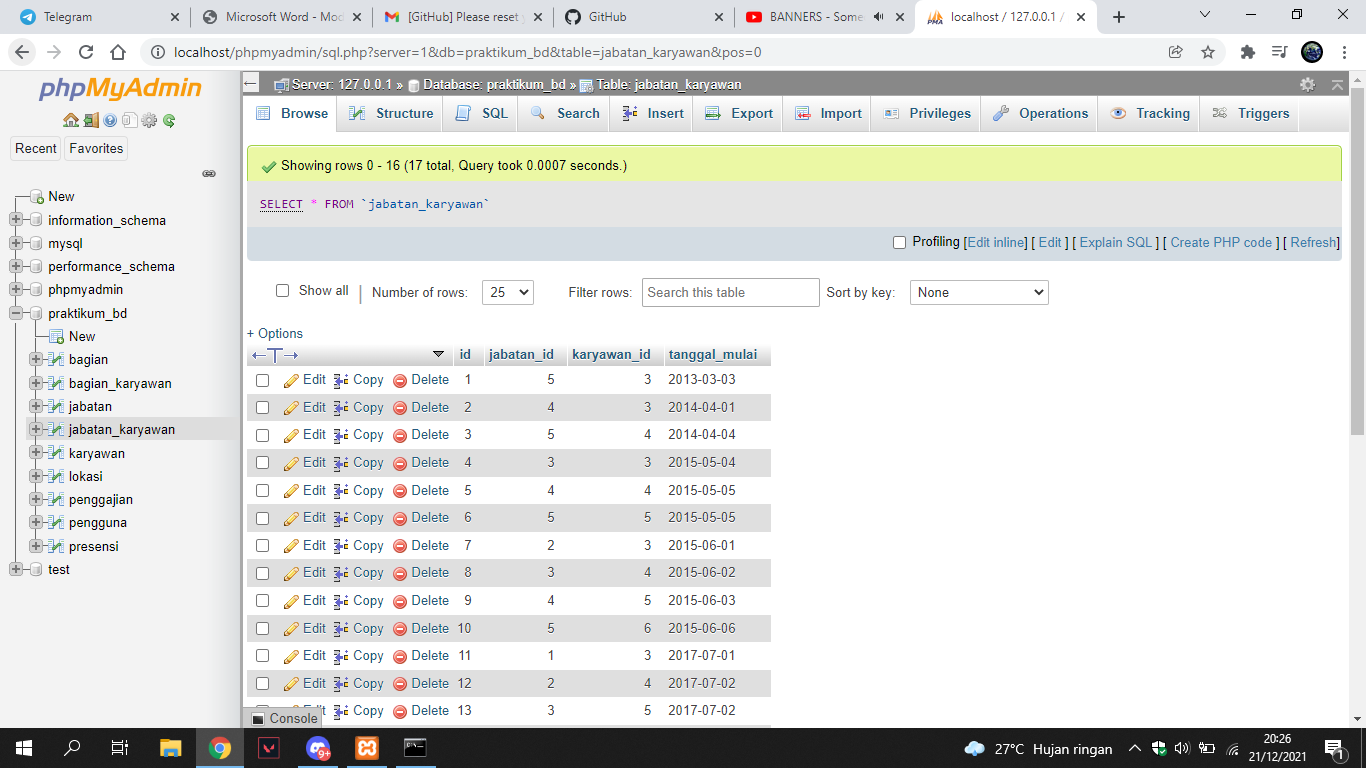 Telegram
Microsoft Word - Mod
[GitHub] Please reset y
GitHub
BANNERS - Some
localhost / 127.0.0.1 /
localhost/phpmyadmin/sql.php?server=1&db=praktikum_bd&table=jabatan_karyawan&pos=0
phpMyAdmin
Recent
Favorites
New
information_schema
mysql
performance_schema
phpmyadmin
praktikum_bd
New
bagian
bagian_karyawan
jabatan
jabatan_karyawan
karyawan
lokasi
penggajian
pengguna
presensi
test
Server: 127.0.0.1 » Database: praktikum_bd » Table: jabatan_karyawan
Browse Structure SQL Search Insert Export Import Privileges Operations Tracking Triggers
Showing rows 0 - 16 (17 total, Query took 0.0007 seconds.)
SELECT * FROM `jabatan_karyawan`
Profiling [Edit inline] [ Edit ] [ Explain SQL ] [ Create PHP code ] [ Refresh]
Show all | Number of rows: 25 Filter rows: Search this table Sort by key: None
+ Options
←T→ id jabatan_id karyawan_id tanggal_mulai
Edit Copy Delete 1 5 3 2013-03-03
Edit Copy Delete 2 4 3 2014-04-01
Edit Copy Delete 3 5 4 2014-04-04
Edit Copy Delete 4 3 3 2015-05-04
Edit Copy Delete 5 4 4 2015-05-05
Edit Copy Delete 6 5 5 2015-05-05
Edit Copy Delete 7 2 3 2015-06-01
Edit Copy Delete 8 3 4 2015-06-02
Edit Copy Delete 9 4 5 2015-06-03
Edit Copy Delete 10 5 6 2015-06-06
Edit Copy Delete 11 1 3 2017-07-01
Edit Copy Delete 12 2 4 2017-07-02
Copy Delete 13 3 5 2017-07-02
Console
9+
27°C Hujan ringan
20:26
21/12/2021
1